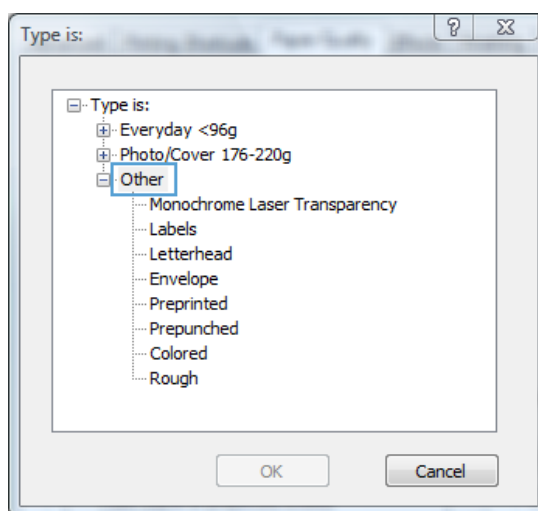 Type is:
Type is:
Everyday <96g
Photo/Cover 176-220g
Other
Monochrome Laser Transparency
Labels
Letterhead
Envelope
Preprinted
Prepunched
Colored
Rough
OK
Cancel